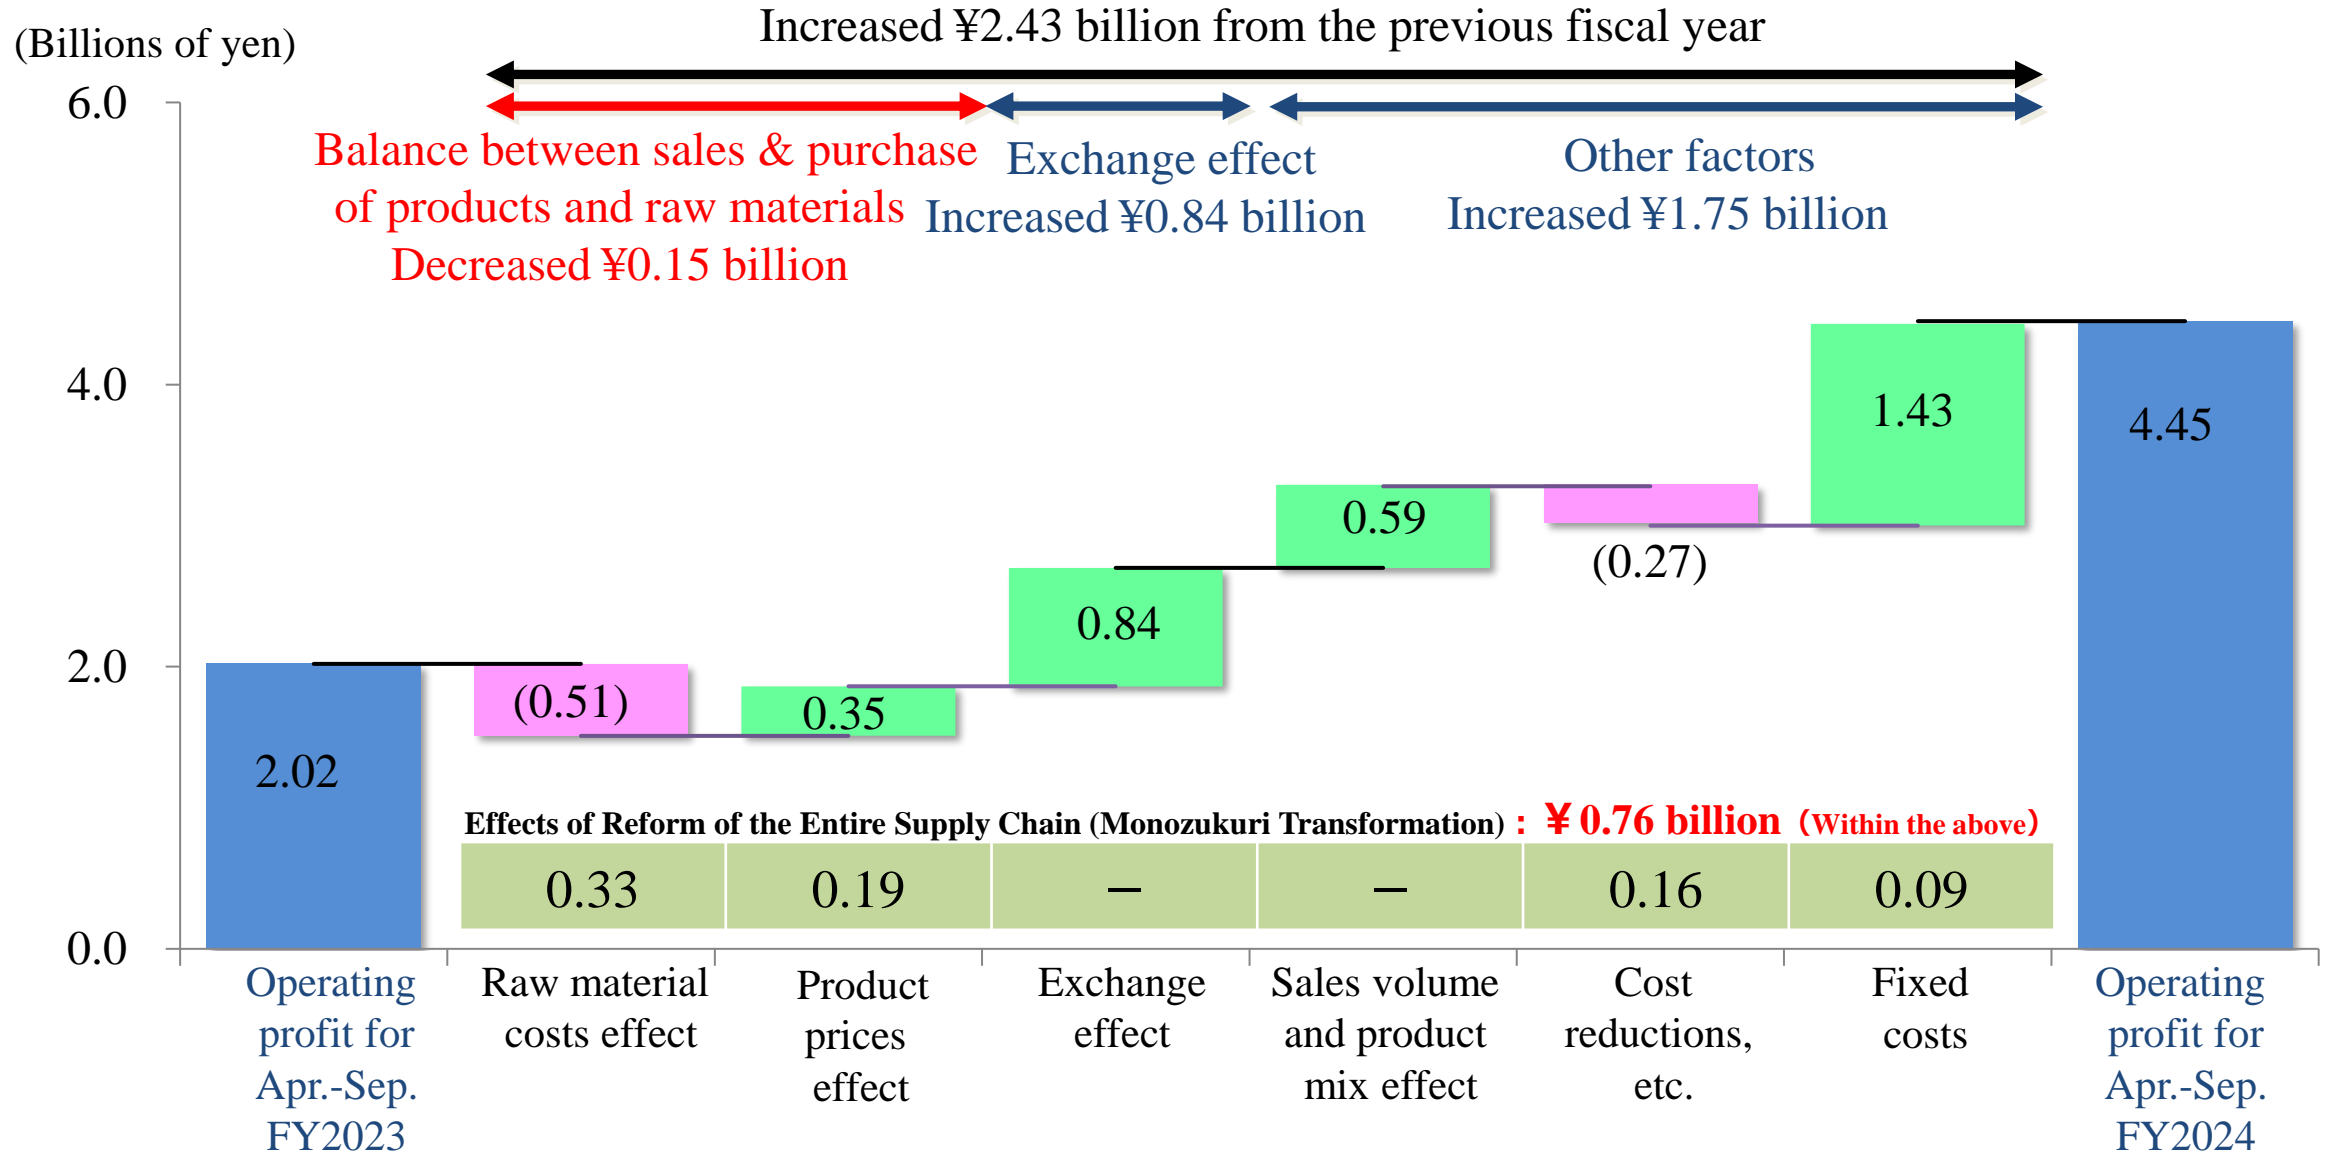 Increased ¥2.43 billion from the previous fiscal year
(Billions of yen)
6.0
Balance between sales & purchase
of products and raw materials
Decreased ¥0.15 billion
Exchange effect
Increased ¥0.84 billion
Other factors
Increased ¥1.75 billion
4.0
2.0
0.0
2.02
(0.51)
0.35
0.84
0.59
(0.27)
1.43
4.45
Effects of Reform of the Entire Supply Chain (Monozukuri Transformation)：￥0.76 billion（Within the above）
0.33 0.19 － － 0.16 0.09
Operating
profit for
Apr.-Sep.
FY2023
Raw material
costs effect
Product
prices
effect
Exchange
effect
Sales volume
and product
mix effect
Cost
reductions,
etc.
Fixed
costs
Operating
profit for
Apr.-Sep.
FY2024